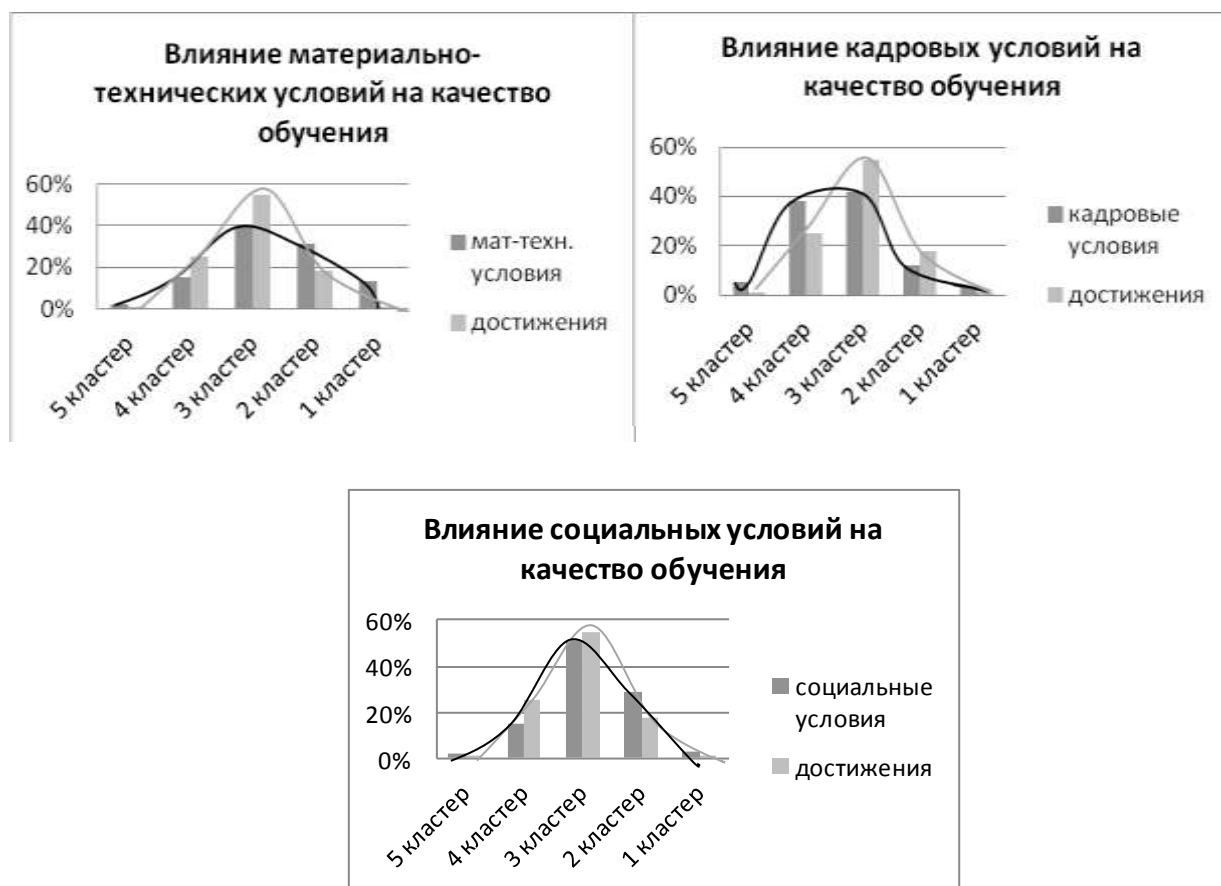 Влияние материально-
технических условий на качество
обучения
60%
40%
20%
0%
5 кластер
4 кластер
3 кластер
2 кластер
1 кластер
мат-техн.
условия
достижения
Влияние кадровых условий на
качество обучения
60%
40%
20%
0%
5 кластер
4 кластер
3 кластер
2 кластер
1 кластер
кадровые
условия
достижения
Влияние социальных условий на
качество обучения
60%
40%
20%
0%
5 кластер
4 кластер
3 кластер
2 кластер
1 кластер
социальные
условия
достижения